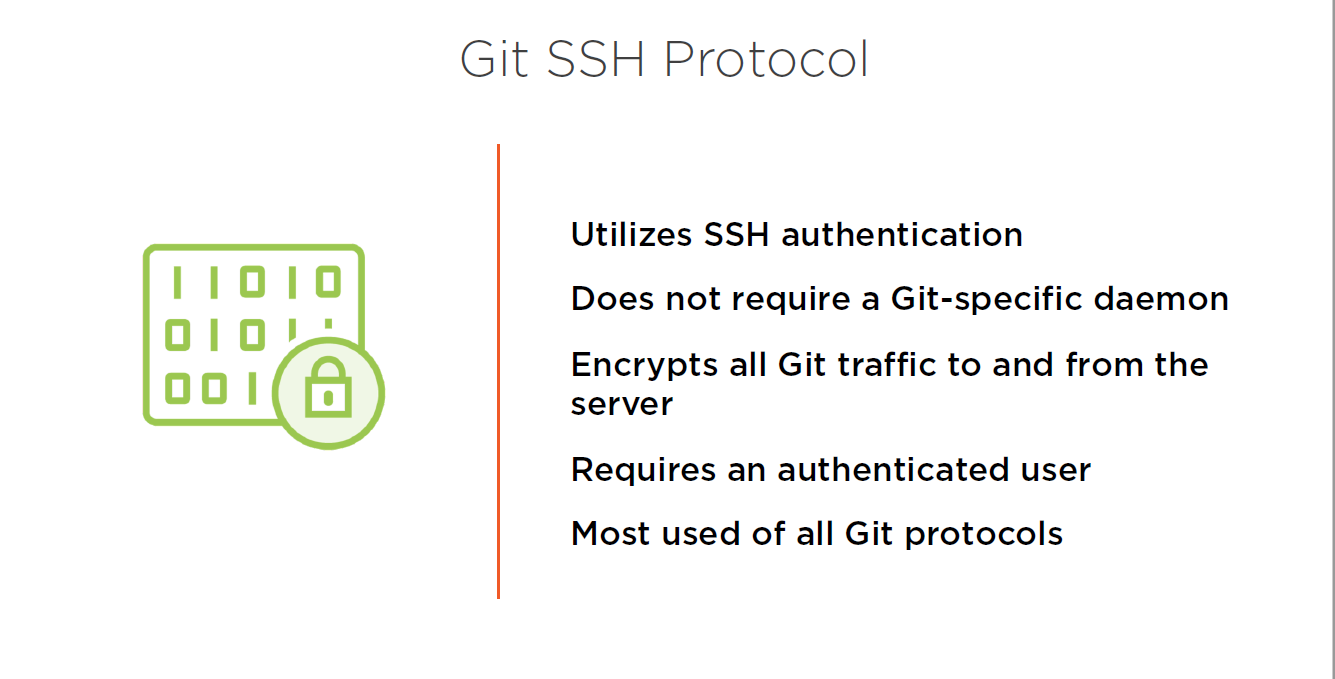 Git SSH Protocol
Utilizes SSH authentication
Does not require a Git-specific daemon
Encrypts all Git traffic to and from the
server
Requires an authenticated user
Most used of all Git protocols